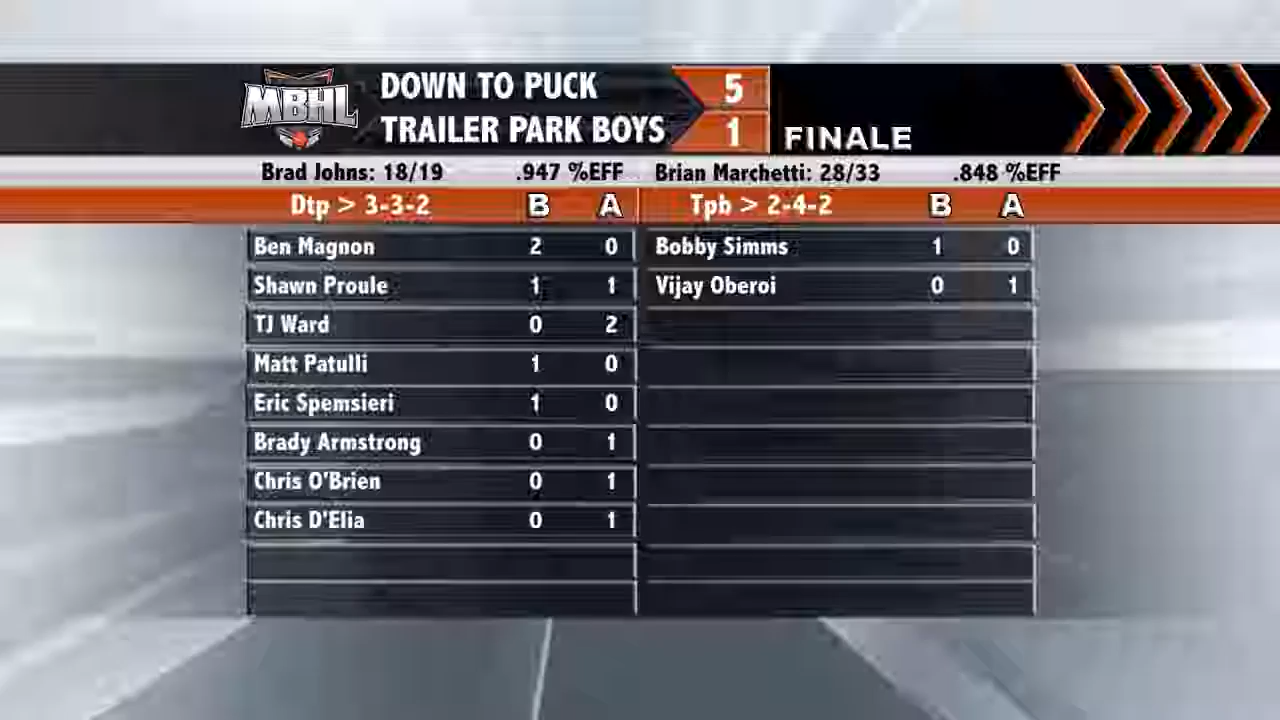 MBHL
DOWN TO PUCK 5
TRAILER PARK BOYS 1
FINALE
Brad Johns: 18/19 .947 %EFF Brian Marchetti: 28/33 .848 %EFF
Dtp > 3-3-2 B A Tpb > 2-4-2 B A
Ben Magnon 2 0 Bobby Simms 1 0
Shawn Proule 1 1 Vijay Oberoi 0 1
TJ Ward 0 2
Matt Patulli 1 0
Eric Spemsieri 1 0
Brady Armstrong 0 1
Chris O'Brien 0 1
Chris D'Elia 0 1